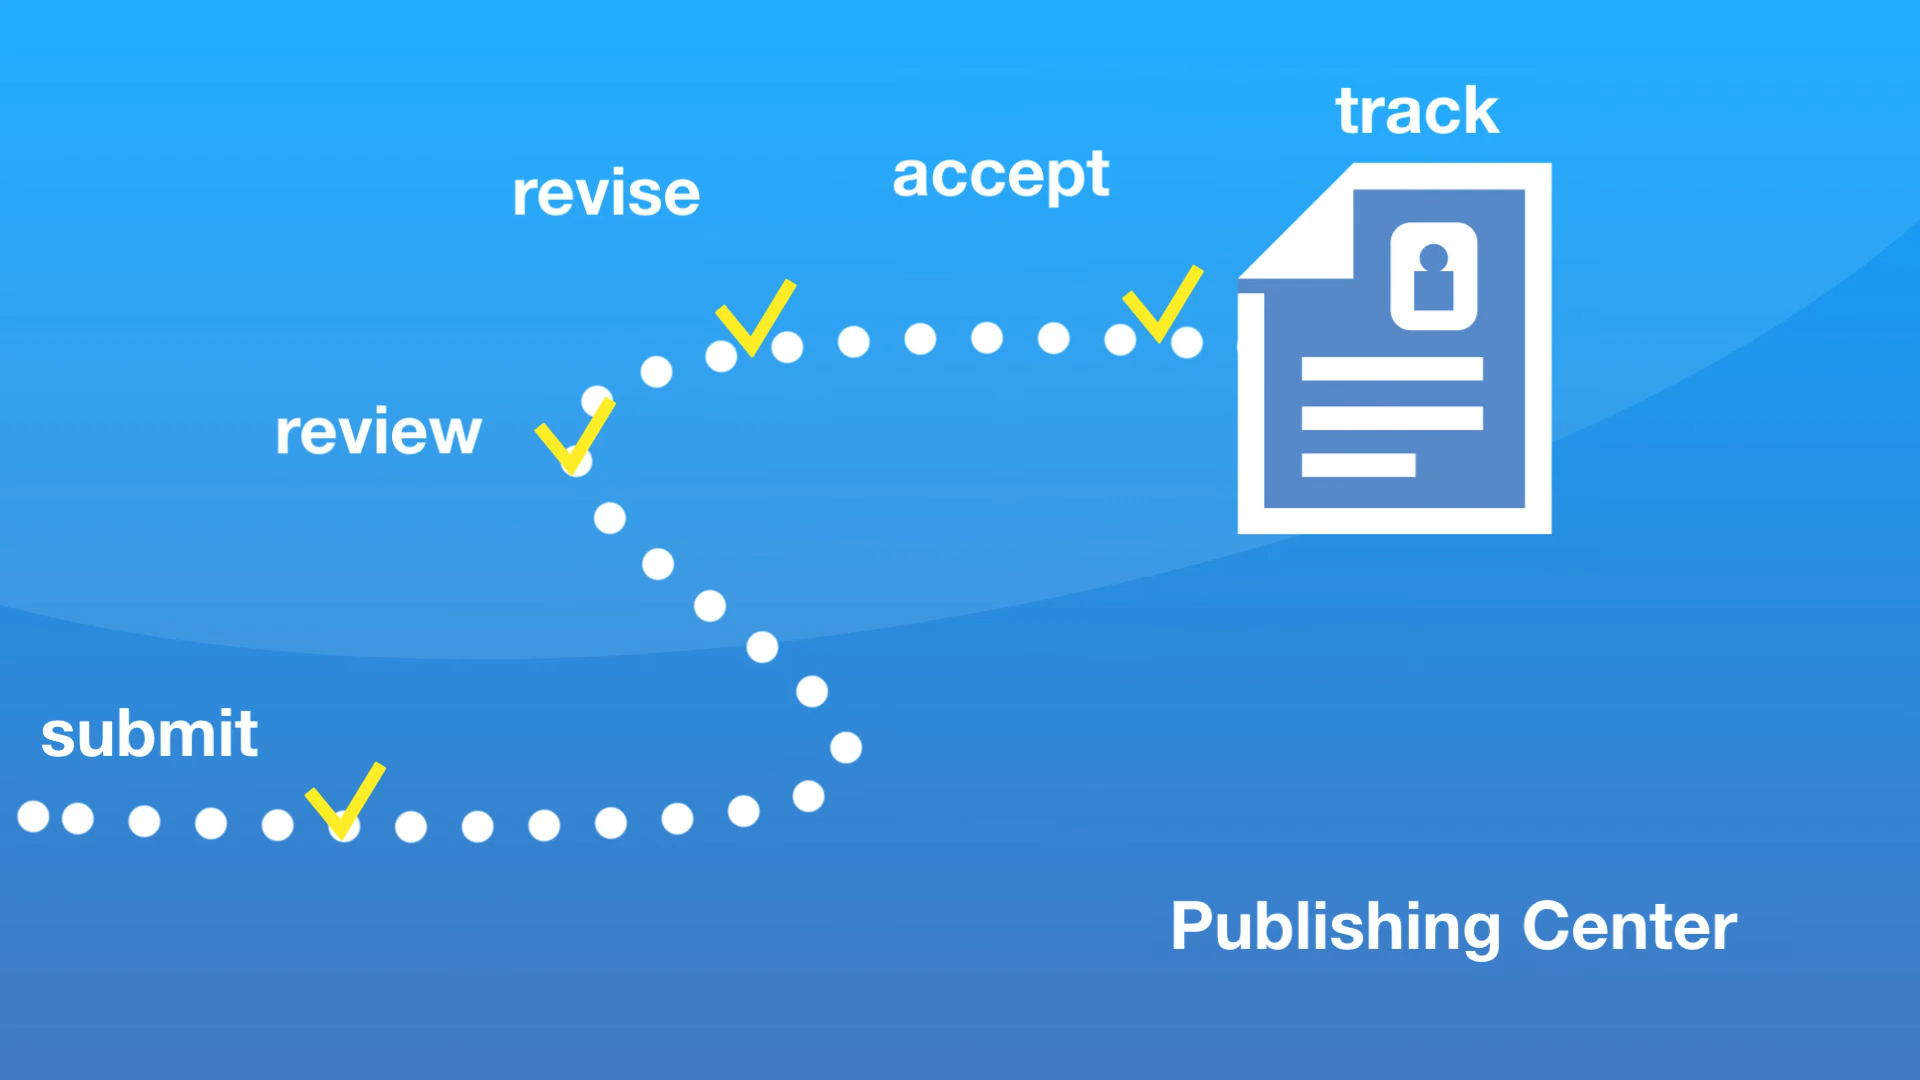 track
accept
revise
review
submit
Publishing Center